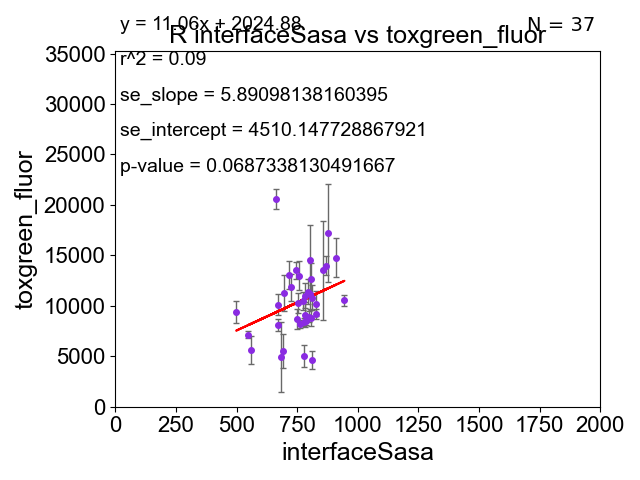 y = 11.06x + 2024.88
N = 37
R interfaceSasa vs toxgreen_fluor
r^2 = 0.09
se_slope = 5.89098138160395
se_intercept = 4510.147728867921
p-value = 0.0687338130491667
35000
30000
25000
20000
15000
10000
5000
0
toxgreen_fluor
0 250 500 750 1000 1250 1500 1750 2000
interfaceSasa